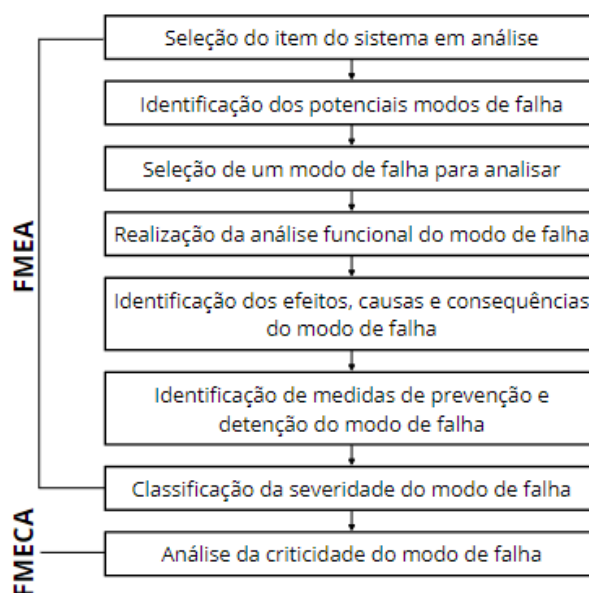 Seleção do item do sistema em análise
Identificação dos potenciais modos de falha
Seleção de um modo de falha para analisar
Realização da análise funcional do modo de falha
Identificação dos efeitos, causas e consequências
do modo de falha
Identificação de medidas de prevenção e
detenção do modo de falha
Classificação da severidade do modo de falha
Análise da criticidade do modo de falha
FMEA
FMECA